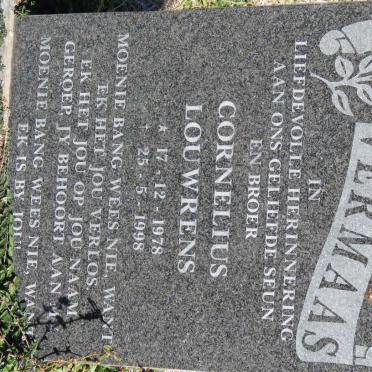 VERMAAS
IN
LIEFDEVOLLE HERINNERING
AAN ONS GELIEFDE SEUN
EN BROER
CORNELIUS
LOUWRENS
★ 17 - 12 - 1978
† 25 - 5 - 1998
MOENIE BANG WEES NIE, WANT
EK HET JOU VERLOS
EK HET JOU OP JOU NAAM
GEROEP, JY BEHOORT AAN
MOENIE BANG WEES NIE, WANT
EK IS BY JOU